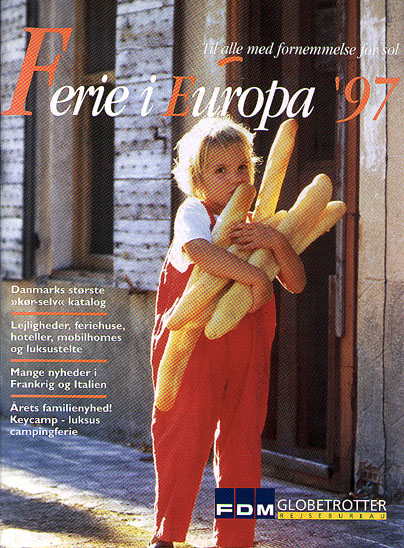 Til alle med fornemmelse for sol
Ferie i Europa '97
Danmarks største
»kør-selv« katalog
Lejligheder, feriehuse,
hoteller, mobilhomes
og luksustelte
Mange nyheder i
Frankrig og Italien
Årets familienyhed!
Keycamp - luksus
campingferie
FDM GLOBETROTTER
REJSEBUREAU